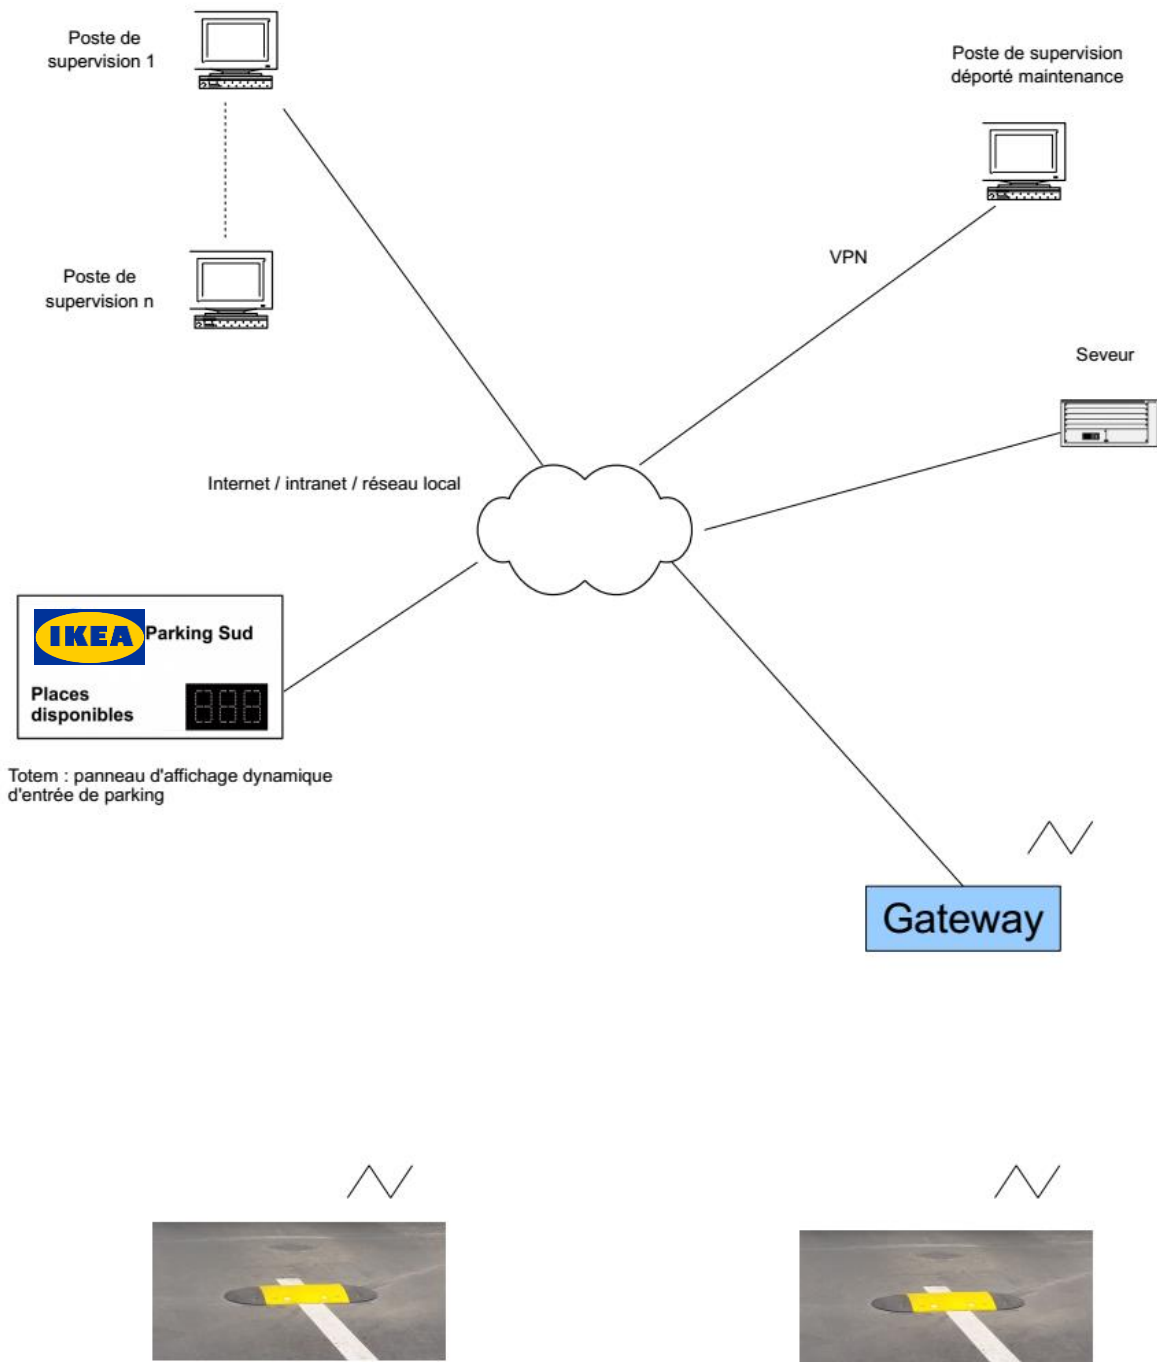 Poste de
supervision 1
Poste de supervision
déporté maintenance
VPN
Poste de
supervision n
Seveur
Internet / intranet / réseau local
IKEA Parking Sud
Places
disponibles
Totem : panneau d'affichage dynamique
d'entrée de parking
Gateway